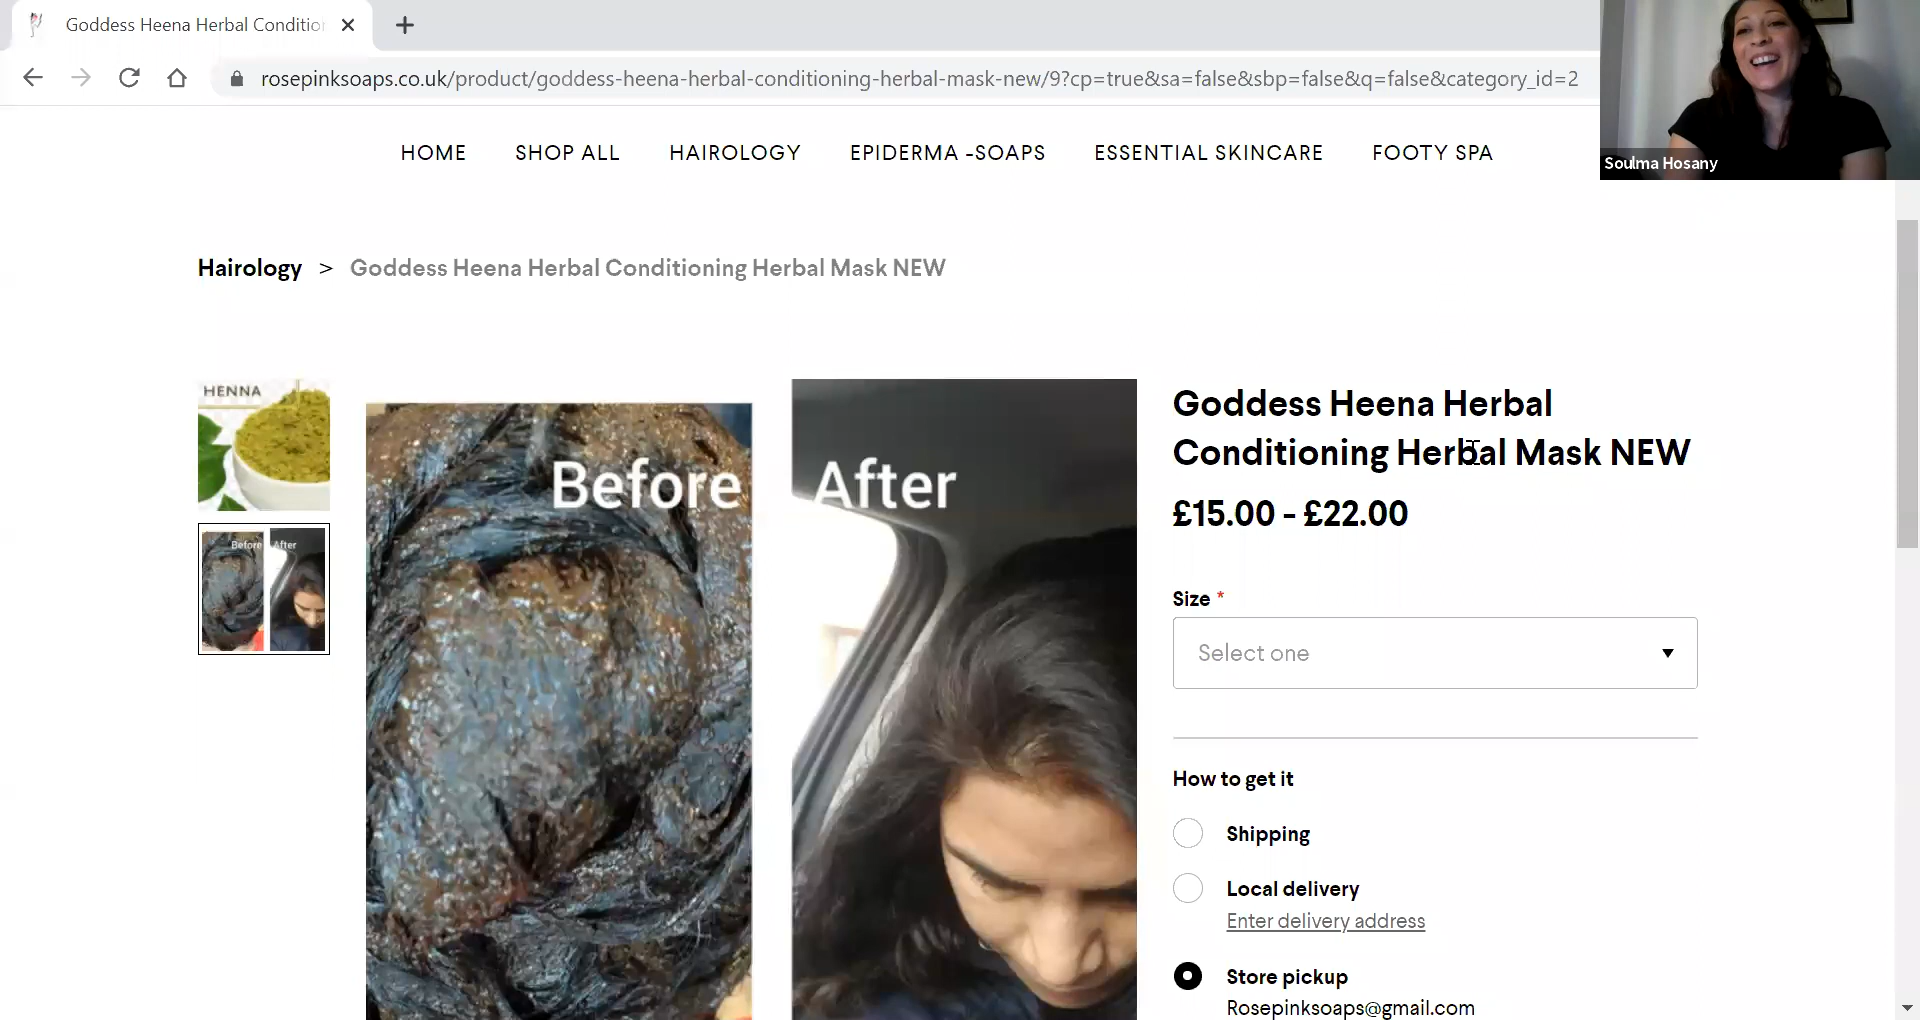 Goddess Heena Herbal Conditio
rosepinksoaps.co.uk/product/goddess-heena-herbal-conditioning-herbal-mask-new/9?cp=true&sa=false&sbp=false&q=false&category_id=2
Soulma Hosany
HOME SHOP ALL HAIROLOGY EPIDERMA -SOAPS ESSENTIAL SKINCARE FOOTY SPA
Hairology > Goddess Heena Herbal Conditioning Herbal Mask NEW
HENNA
Before After
Before After
Goddess Heena Herbal
Conditioning Herbal Mask NEW
£15.00 - £22.00
Size *
Select one
How to get it
Shipping
Local delivery
Enter delivery address
Store pickup
Rosepinksoaps@gmail.com